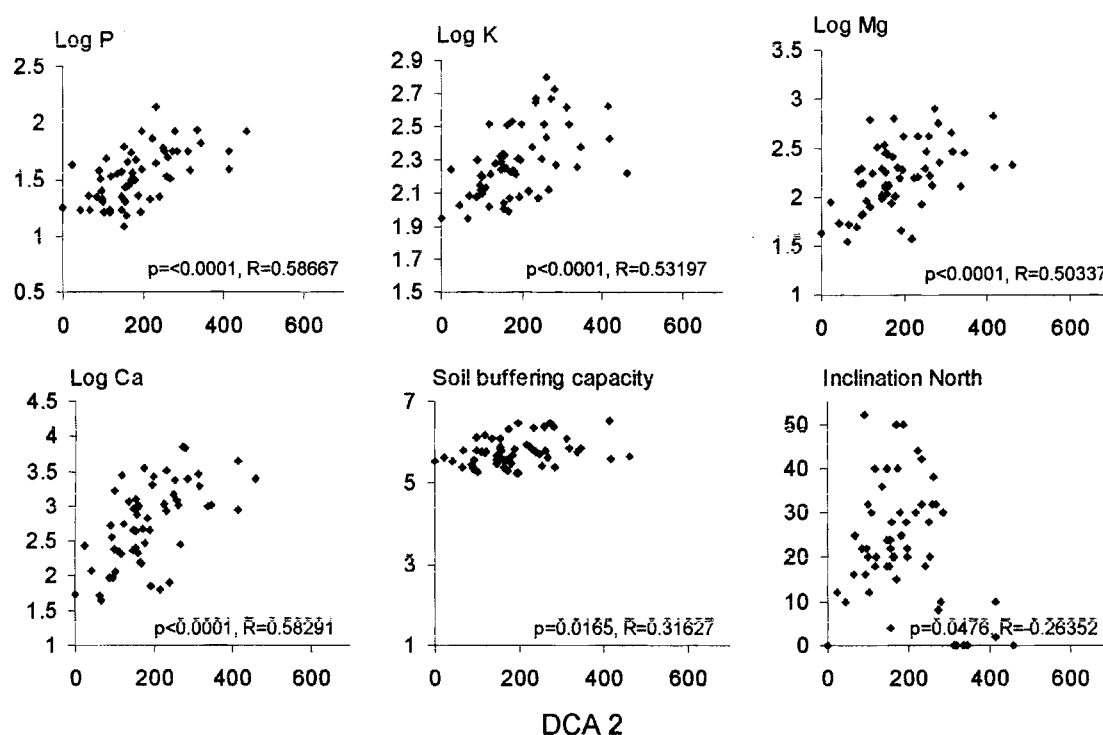 Log P
2.5
2
1.5
1
0.5
p=<0.0001, R=0.58667
0 200 400 600
Log K
2.9
2.7
2.5
2.3
2.1
1.9
1.7
1.5
p<0.0001, R=0.53197
0 200 400 600
Log Mg
3.5
3
2.5
2
1.5
1
p<0.0001, R=0.50337
0 200 400 600
Log Ca
4.5
4
3.5
3
2.5
2
1.5
1
p<0.0001, R=0.58291
0 200 400 600
Soil buffering capacity
7
5
3
1
p=0.0165, R=0.31627
0 200 400 600
Inclination North
50
40
30
20
10
0
p=0.0476, R=-0.26352
0 200 400 600
DCA 2